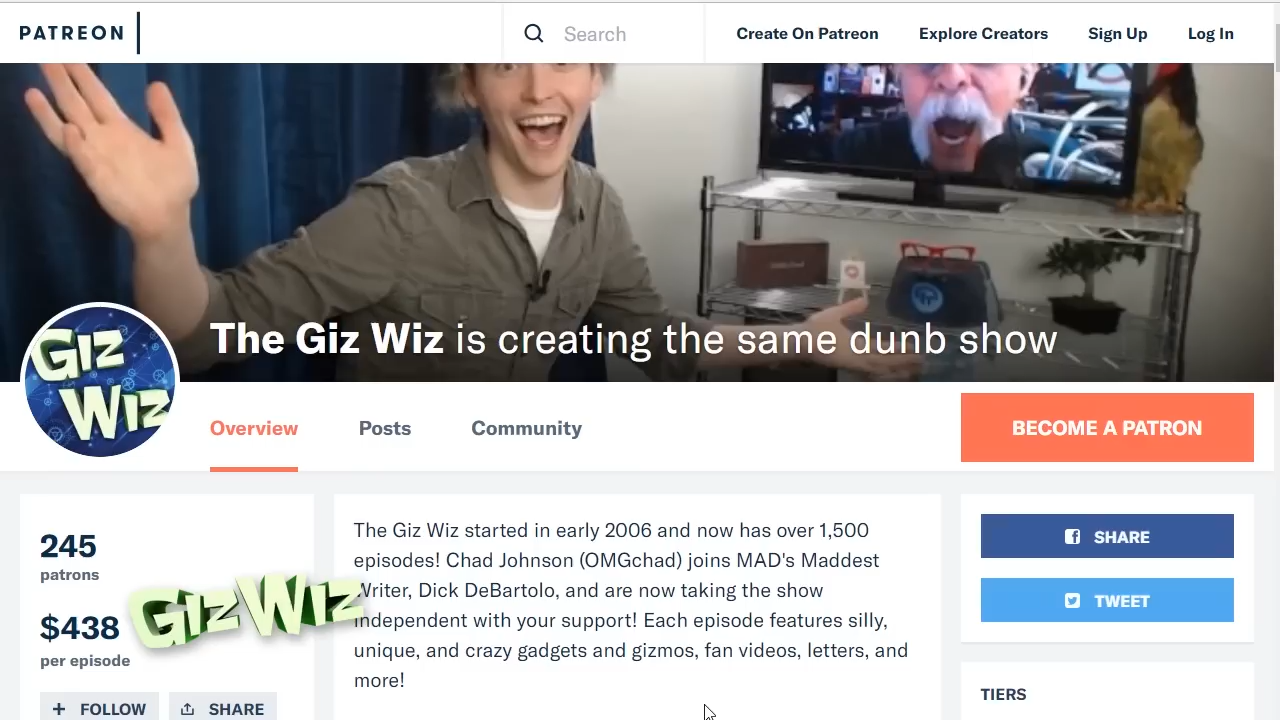 PATREON
Search
Create On Patreon
Explore Creators
Sign Up
Log In
The Giz Wiz is creating the same dunb show
GIZ
WIZ
Overview
Posts
Community
BECOME A PATRON
245
patrons
$438
per episode
FOLLOW
SHARE
GIZ WIZ
The Giz Wiz started in early 2006 and now has over 1,500
episodes! Chad Johnson (OMGchad) joins MAD's Maddest
Writer, Dick DeBartolo, and are now taking the show
independent with your support! Each episode features silly,
unique, and crazy gadgets and gizmos, fan videos, letters, and
more!
SHARE
TWEET
TIERS